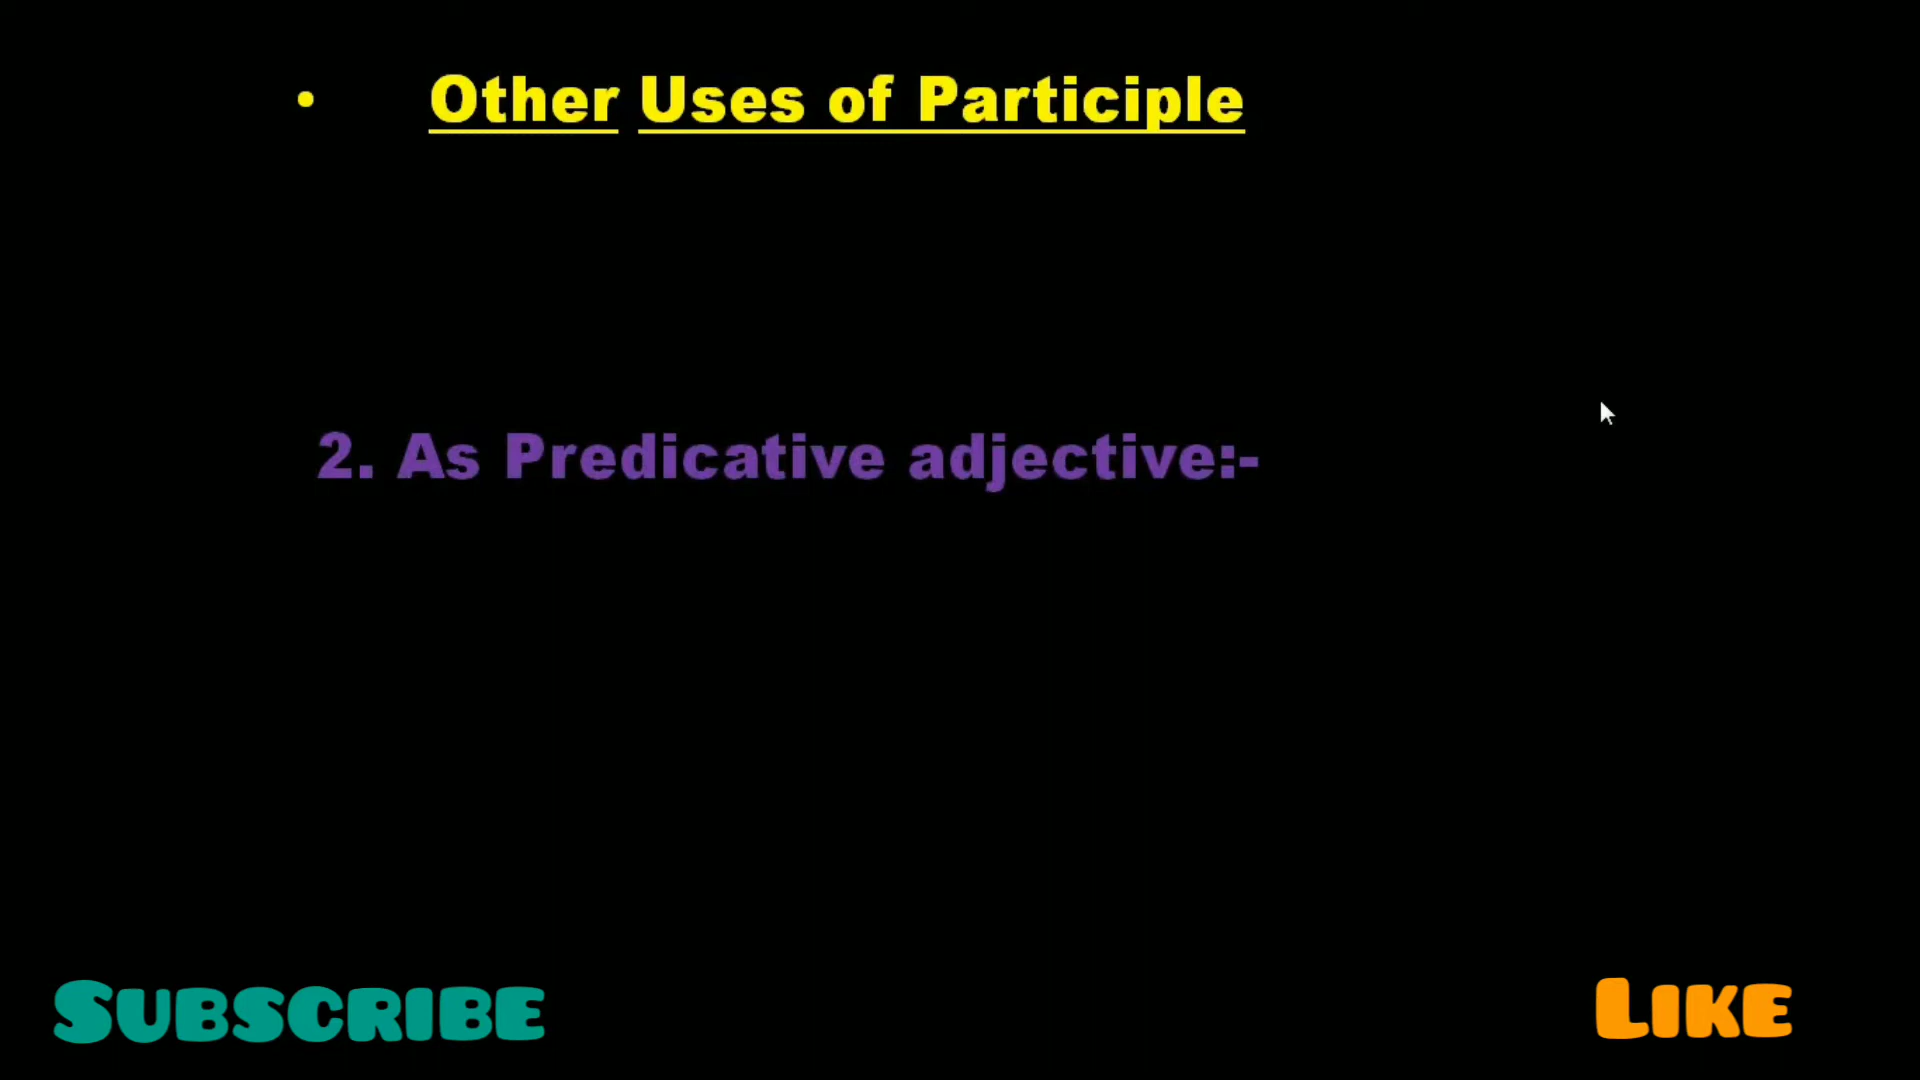 • Other Uses of Participle
2. As Predicative adjective:-
SUBSCRIBE
LIKE